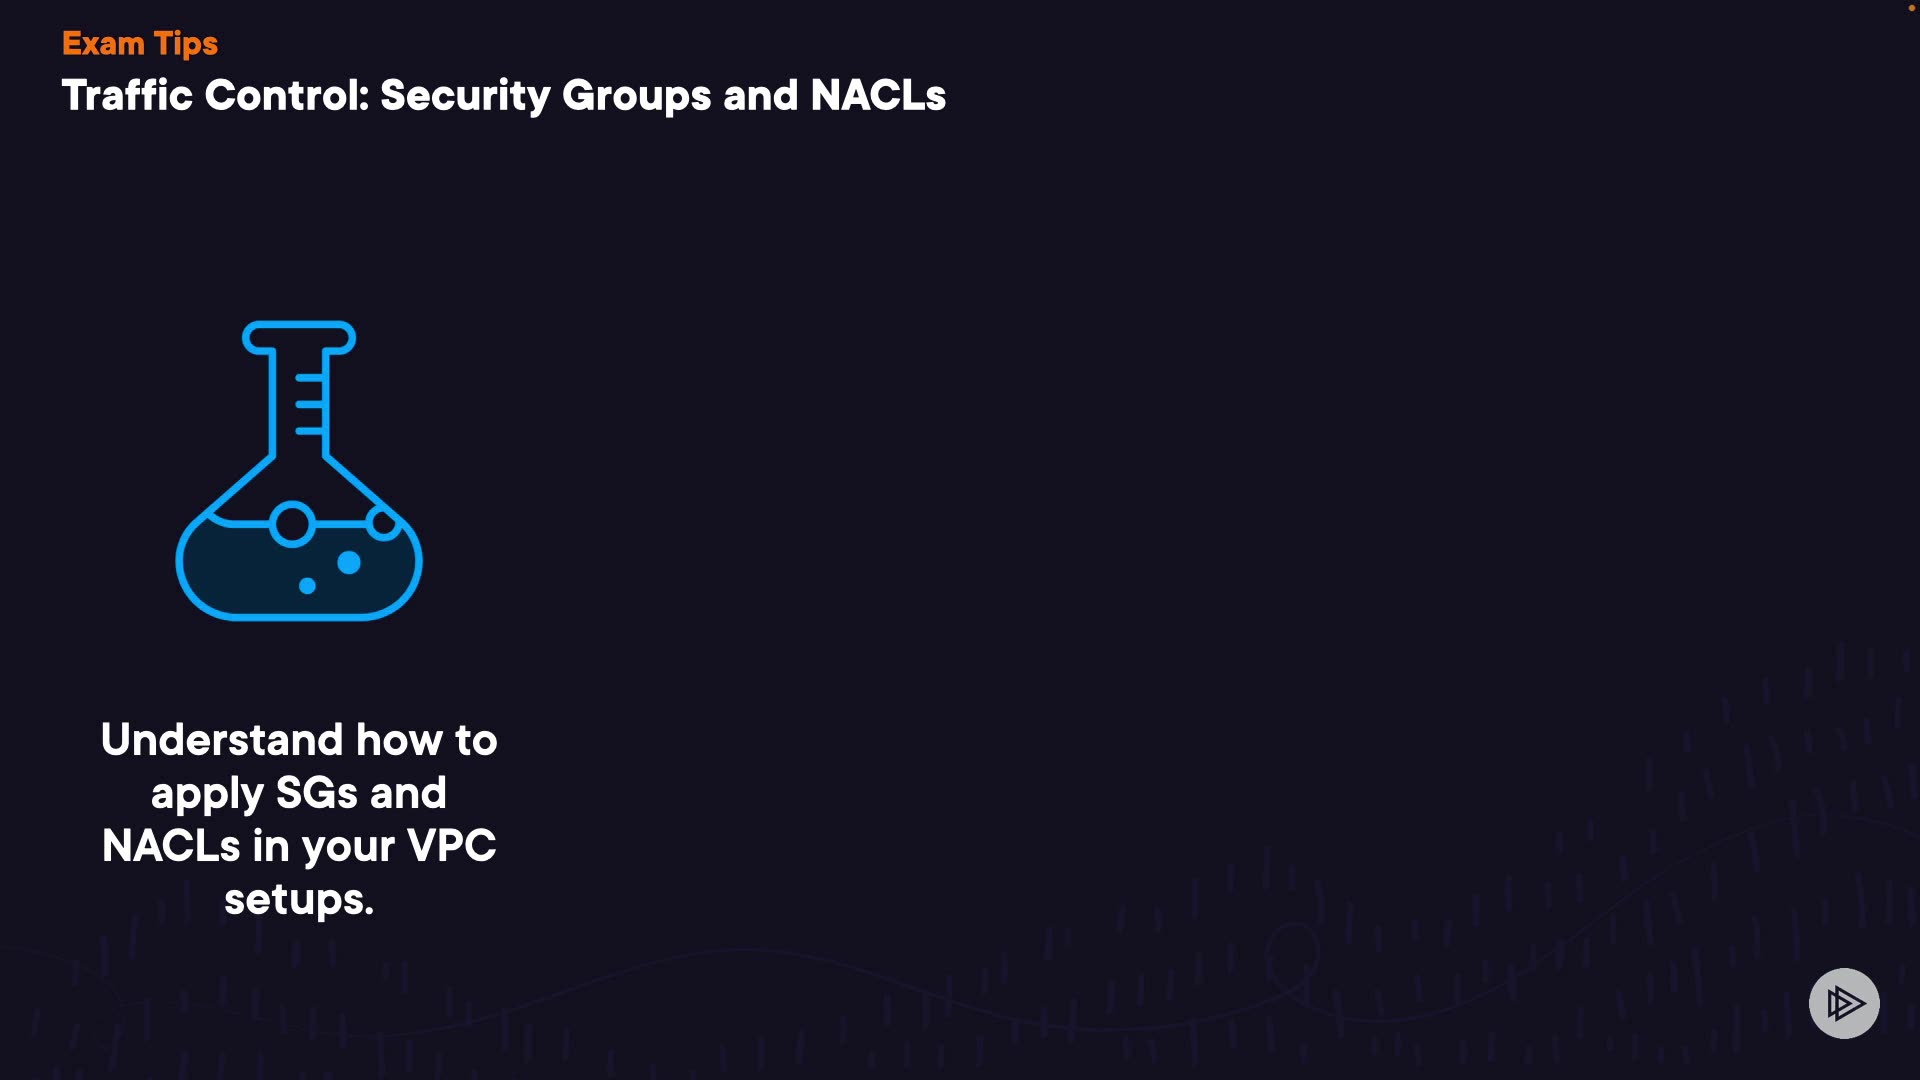 Exam Tips
Traffic Control: Security Groups and NACLs
Understand how to
apply SGs and
NACLs in your VPC
setups.